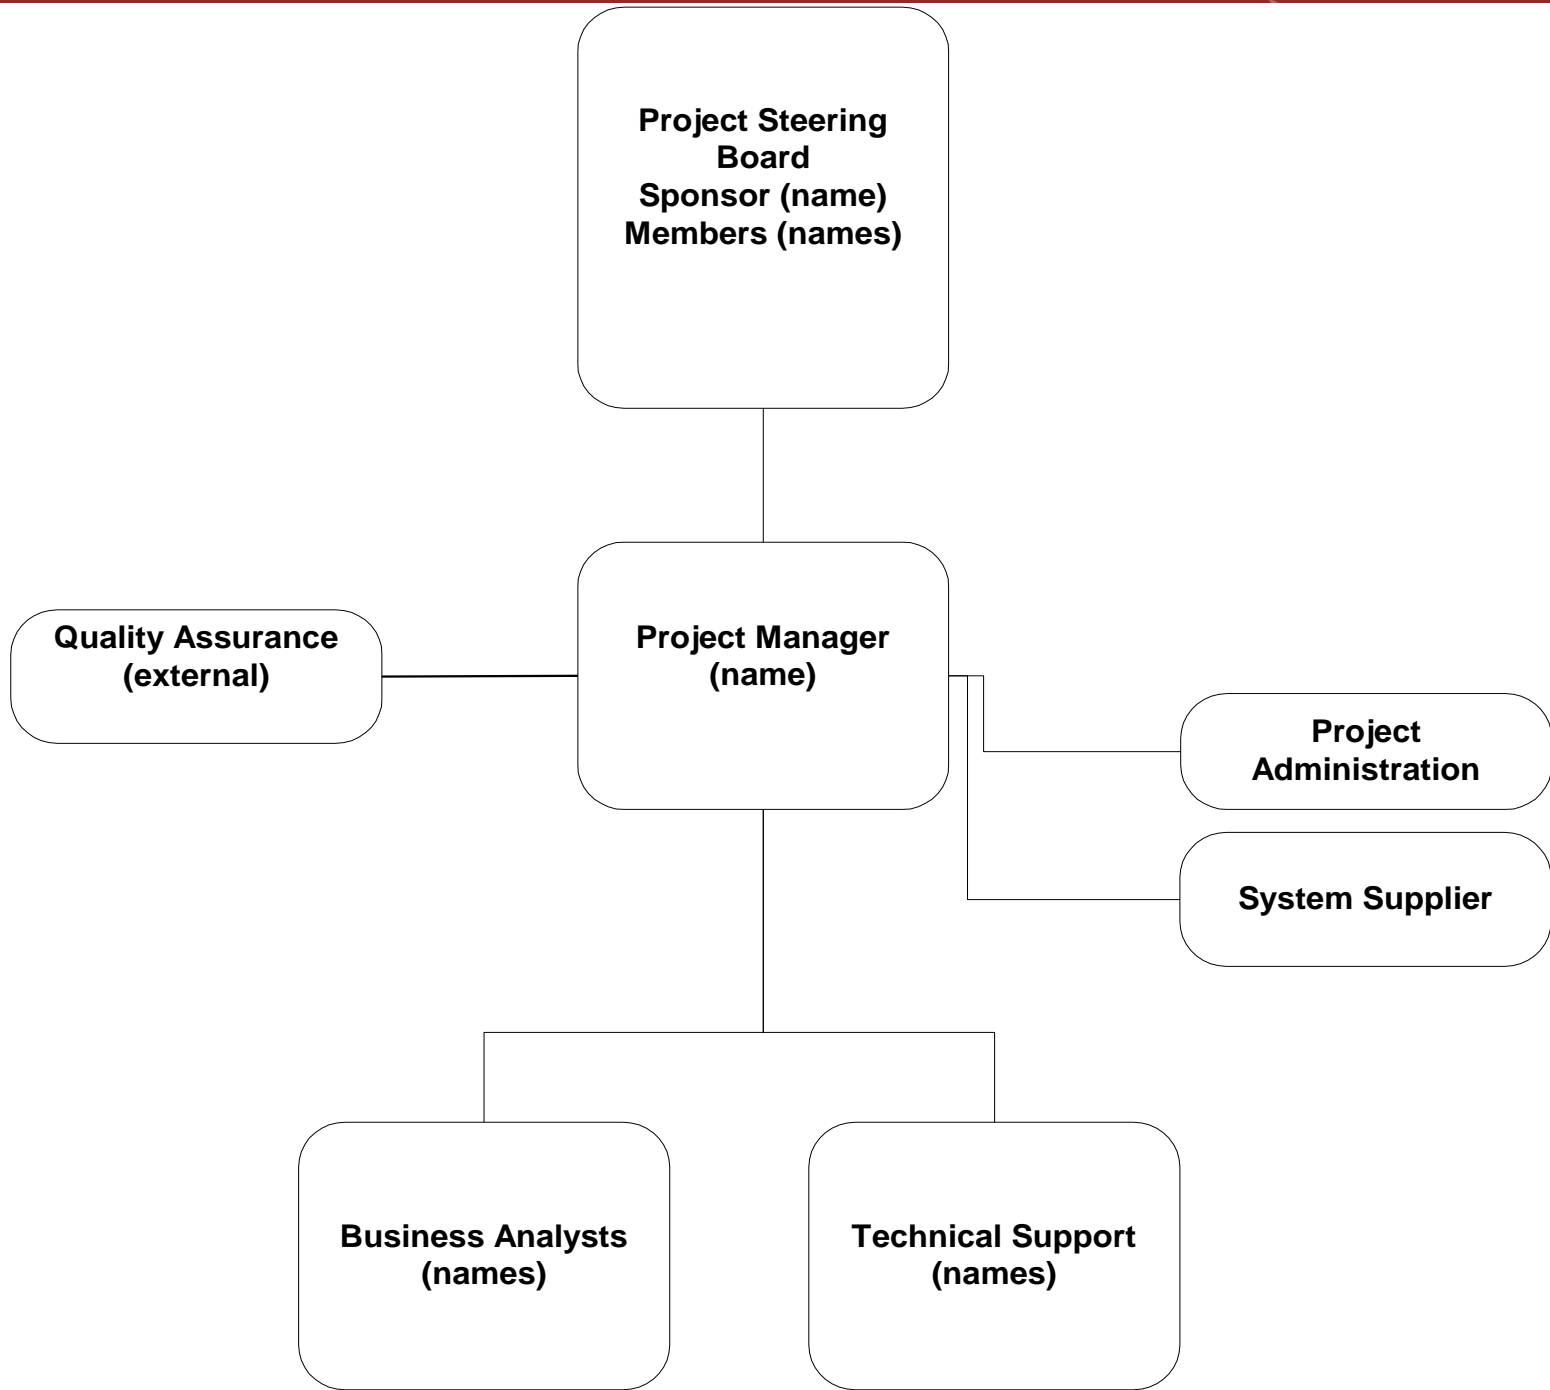 Project Steering
Board
Sponsor (name)
Members (names)
Quality Assurance
(external)
Project Manager
(name)
Project
Administration
System Supplier
Business Analysts
(names)
Technical Support
(names)